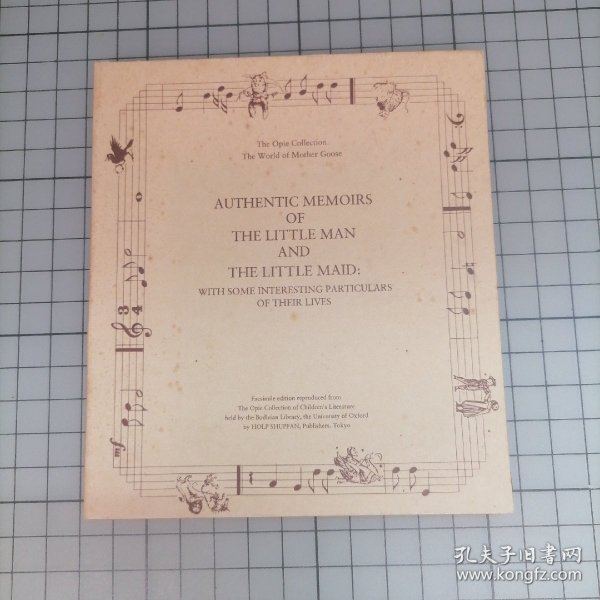 The Opie Collection
The World of Mother Goose
AUTHENTIC MEMOIRS
OF
THE LITTLE MAN
AND
THE LITTLE MAID:
WITH SOME INTERESTING PARTICULARS
OF THEIR LIVES
Facsimile edition reproduced from
The Opie Collection of Children's Literature
held by the Bodleian Library, the University of Oxford
by HOLP SHUPPAN, Publishers, Tokyo
3
4
孔夫子旧書网
www.kongfz.com